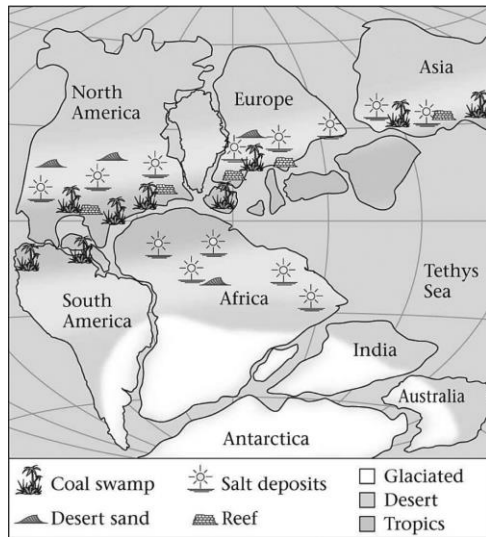 North
America
Europe
Asia
South
America
Africa
Tethys
Sea
India
Australia
Antarctica
Coal swamp
Salt deposits
Glaciated
Desert sand
Reef
Desert
Tropics